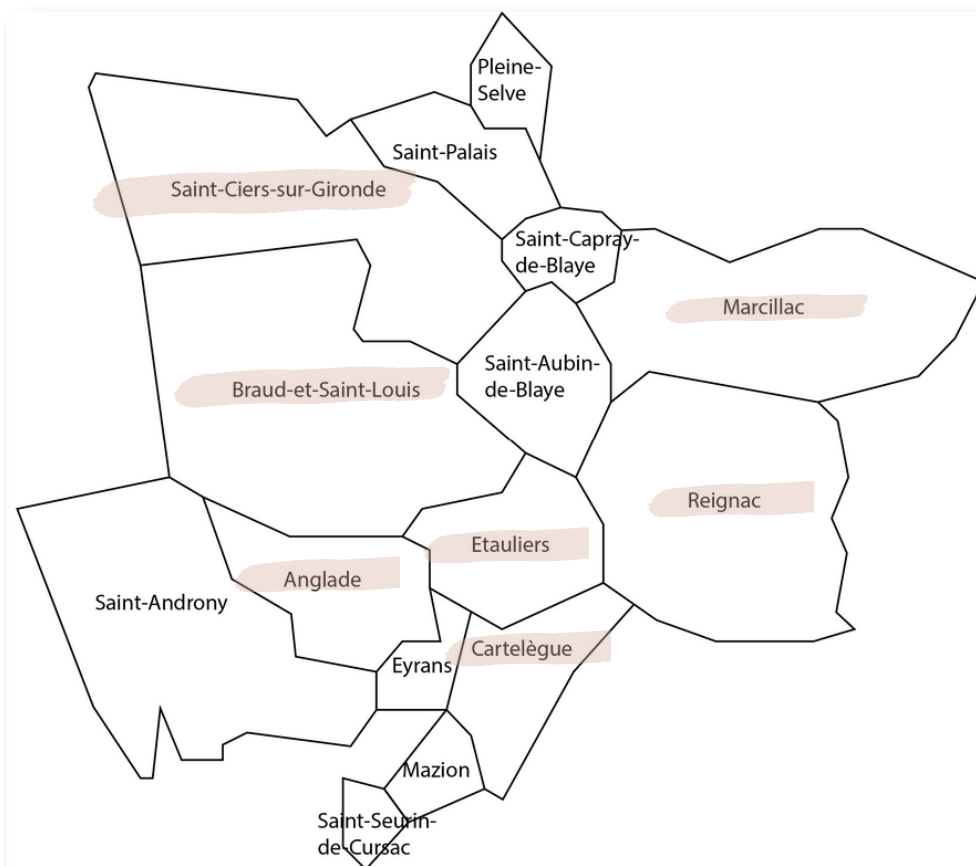 Pleine-
Selve
Saint-Palais
Saint-Ciers-sur-Gironde
Saint-Capray-
de-Blaye
Marcillac
Saint-Aubin-
de-Blaye
Braud-et-Saint-Louis
Reignac
Etauliers
Anglade
Saint-Androny
Cartelègue
Eyrans
Mazion
Saint-Seurin-
de-Cursac